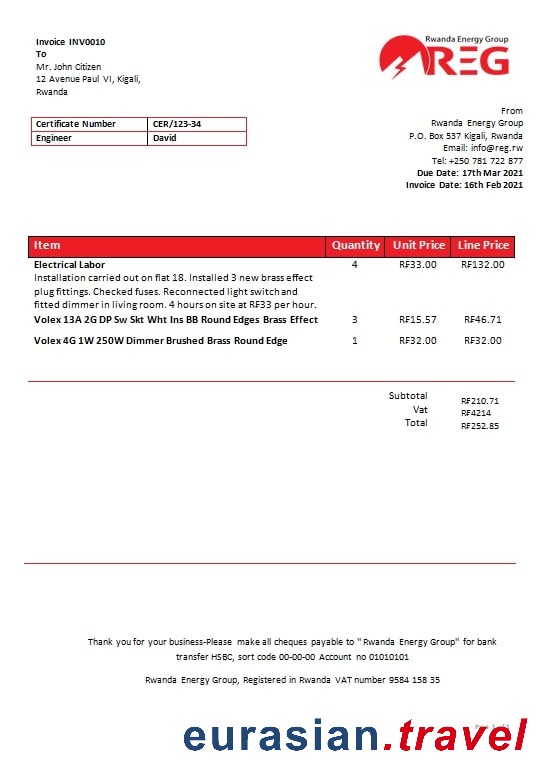 Invoice INV0010
To
Mr. John Citizen
12 Avenue Paul VI, Kigali,
Rwanda
Rwanda Energy Group
REG
Certificate Number CER/123-34
Engineer David
From
Rwanda Energy Group
P.O. Box 537 Kigali, Rwanda
Email: info@reg.rw
Tel: +250 781 722 877
Due Date: 17th Mar 2021
Invoice Date: 16th Feb 2021
Item Quantity Unit Price Line Price
Electrical Labor 4 RF33.00 RF132.00
Installation carried out on flat 18. Installed 3 new brass effect
plug fittings. Checked fuses. Reconnected light switch and
fitted dimmer in living room. 4 hours on site at RF33 per hour.
Volex 13A 2G DP Sw Skt Wht Ins BB Round Edges Brass Effect 3 RF15.57 RF46.71
Volex 4G 1W 250W Dimmer Brushed Brass Round Edge 1 RF32.00 RF32.00
Subtotal RF210.71
Vat RF4214
Total RF252.85
Thank you for your business-Please make all cheques payable to "Rwanda Energy Group" for bank
transfer HSBC, sort code 00-00-00 Account no 01010101
Rwanda Energy Group, Registered in Rwanda VAT number 9584 158 35
eurasian.travel